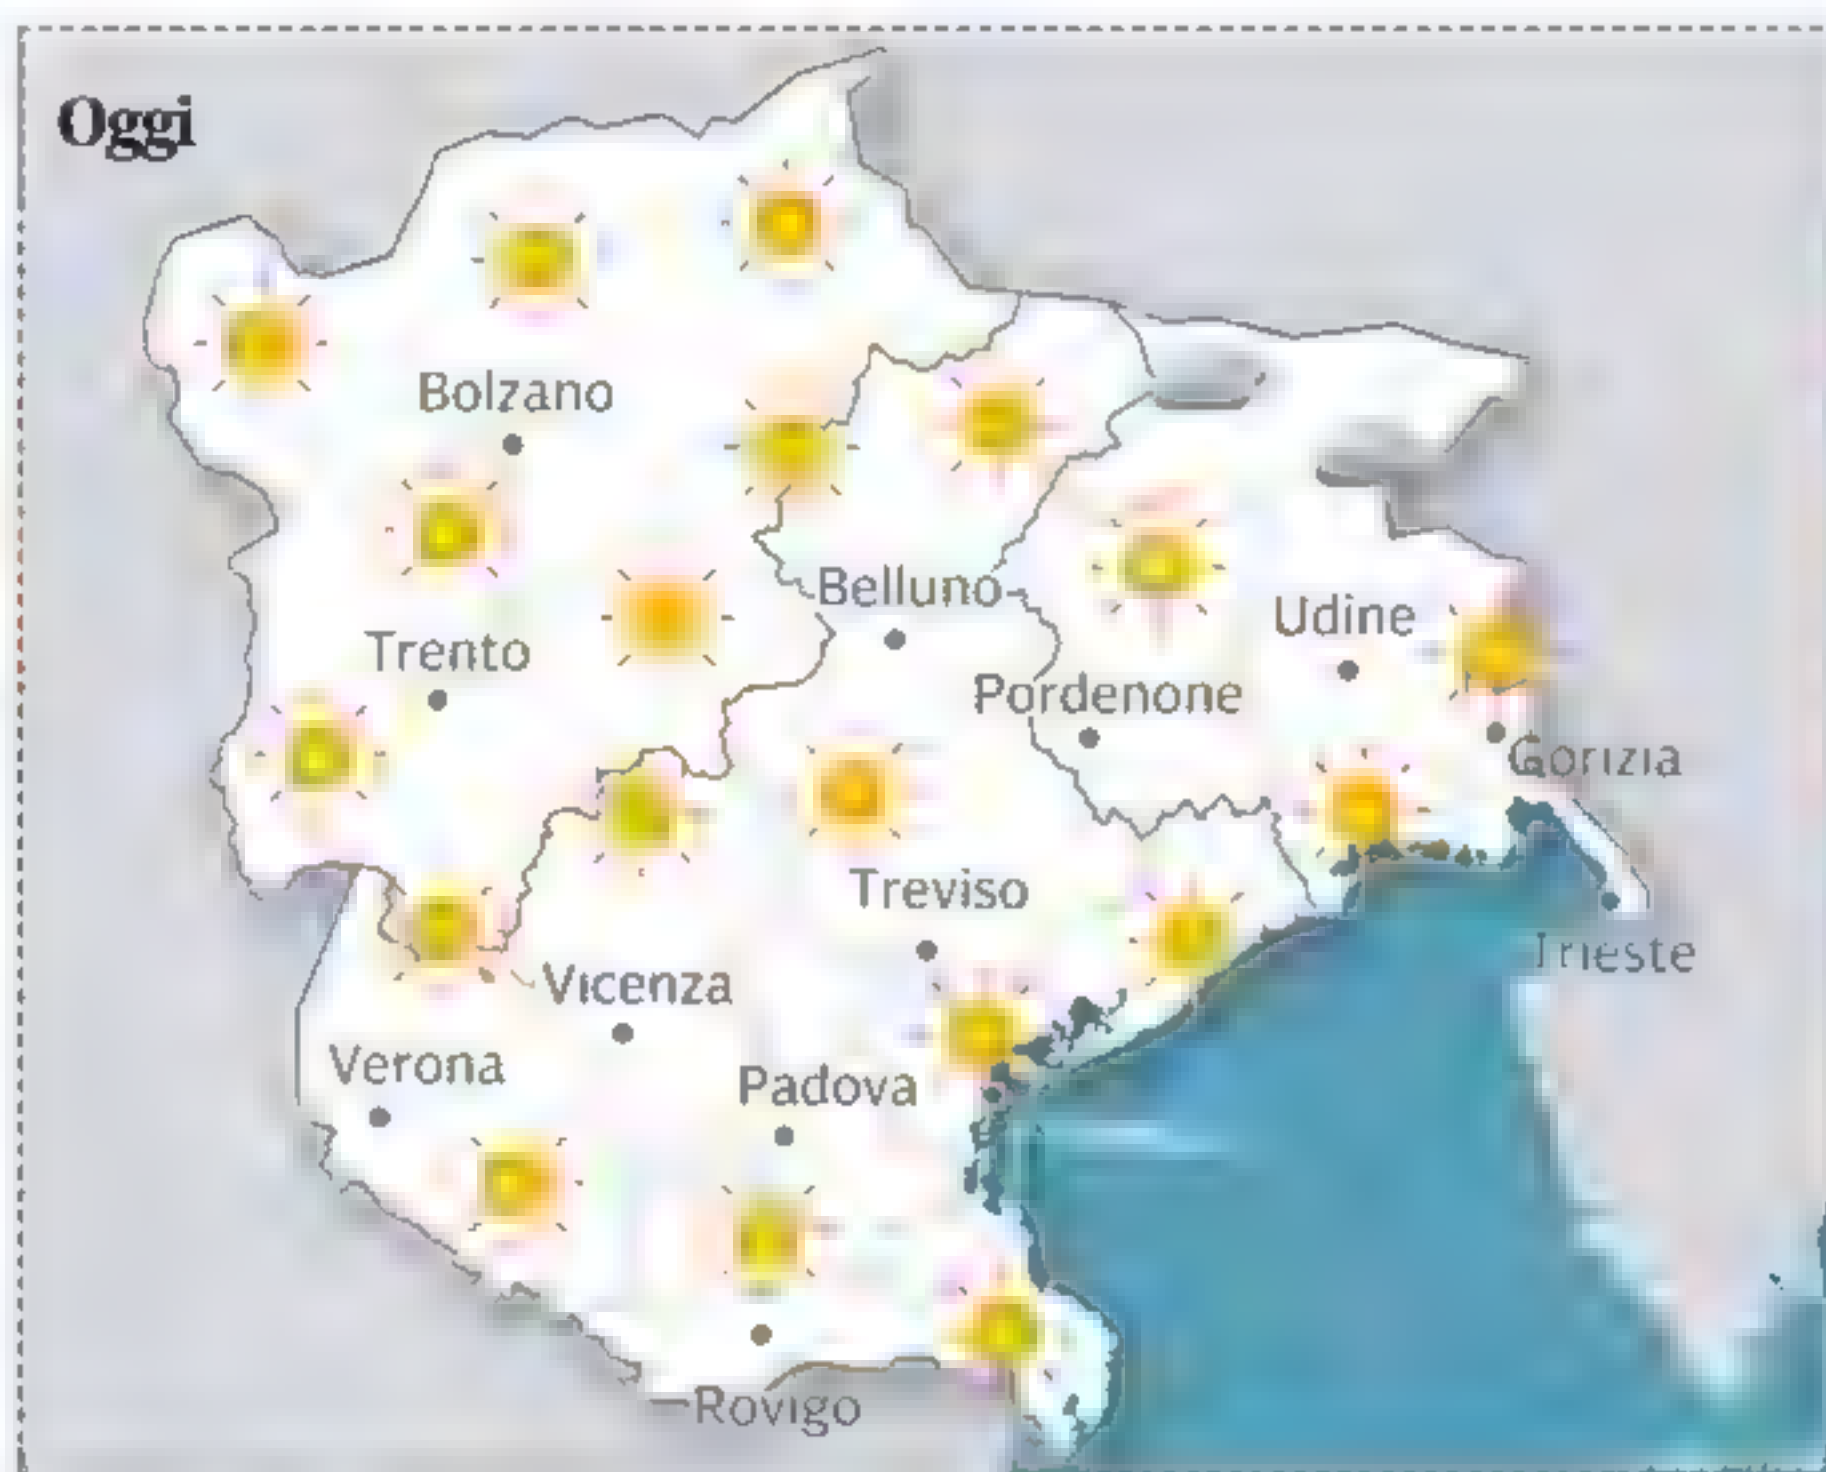 Oggi
Bolzano
Belluno
Udine
Trento
Pordenone
Gorizia
Treviso
Trieste
Vicenza
Verona
Padova
Rovigo